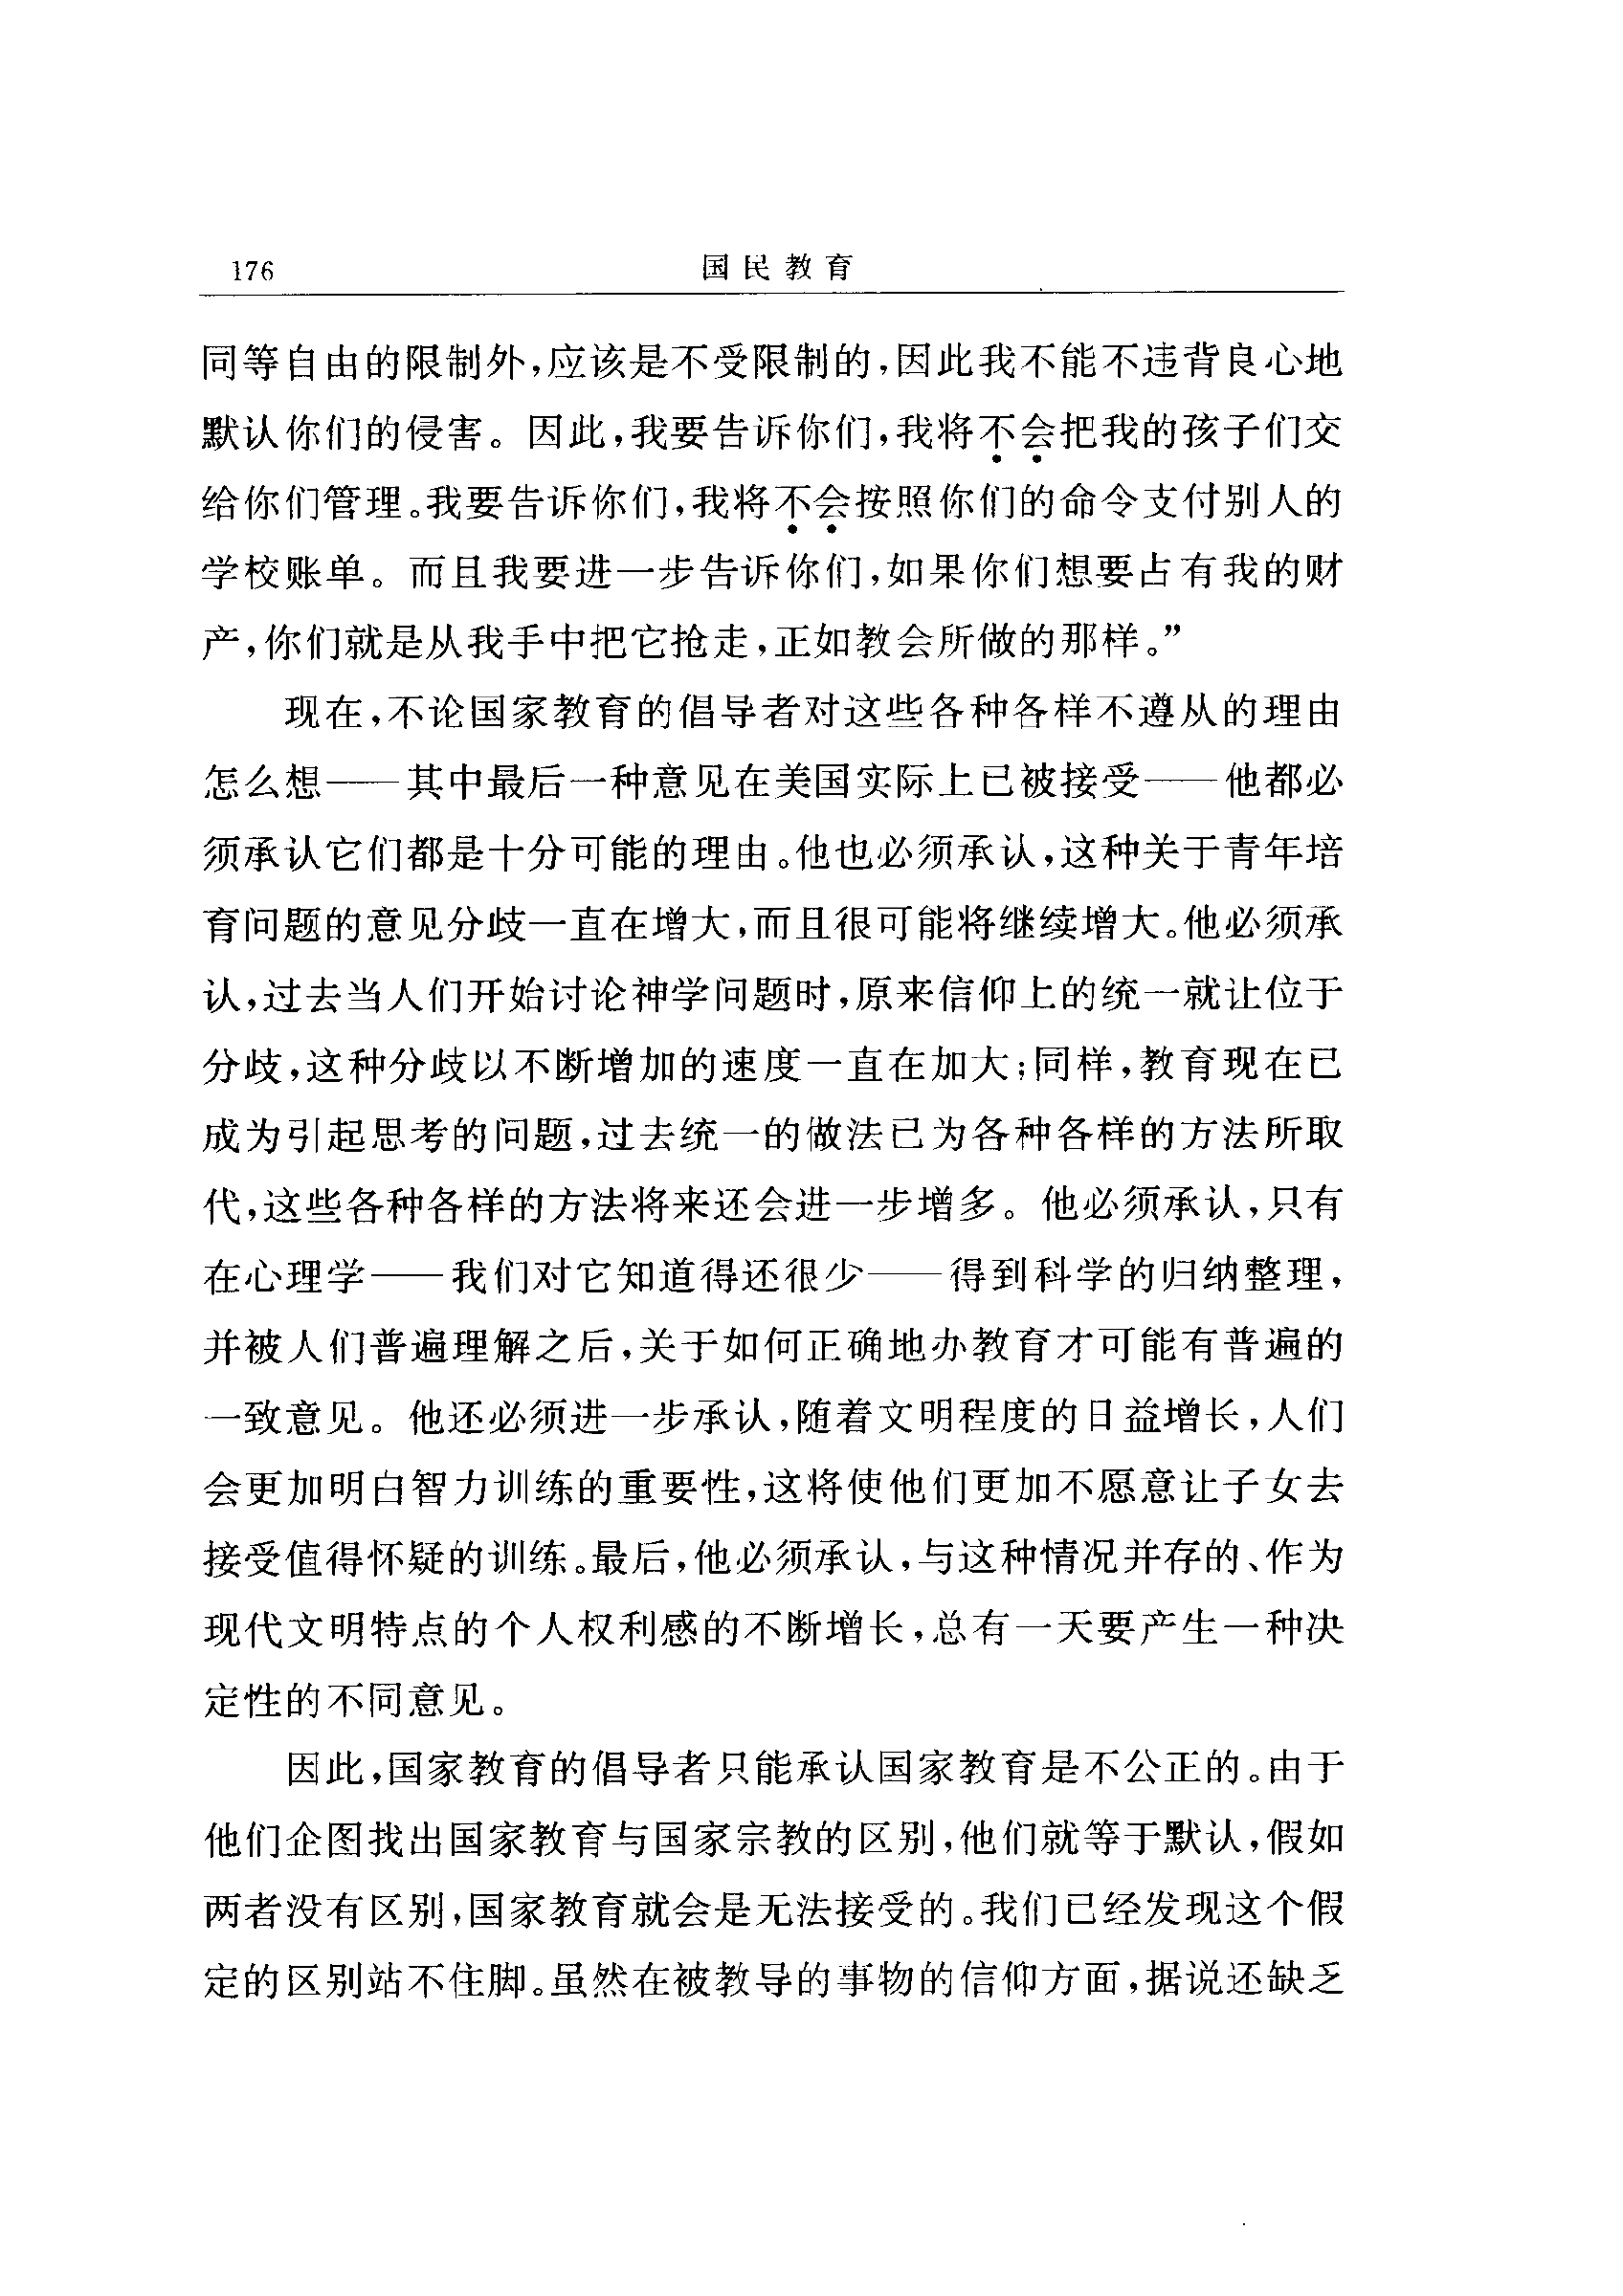 176 国民教育
同等自由的限制外,应该是不受限制的,因此我不能不违背良心地
默认你们的侵害。因此,我要告诉你们,我将不会把我的孩子们交
给你们管理。我要告诉你们,我将不会按照你们的命令支付别人的
学校账单。而且我要进一步告诉你们,如果你们想要占有我的财
产,你们就是从我手中把它抢走,正如教会所做的那样。”
现在,不论国家教育的倡导者对这些各种各样不遵从的理由
怎么想——其中最后一种意见在美国实际上已被接受——他都必
须承认它们都是十分可能的理由。他也必须承认,这种关于青年培
育问题的意见分歧一直在增大,而且很可能将继续增大。他必须承
认,过去当人们开始讨论神学问题时,原来信仰上的统一就让位于
分歧,这种分歧以不断增加的速度一直在加大;同样,教育现在已
成为引起思考的问题,过去统一的做法已为各种各样的方法所取
代,这些各种各样的方法将来还会进一步增多。他必须承认,只有
在心理学——我们对它知道得还很少——得到科学的归纳整理,
并被人们普遍理解之后,关于如何正确地办教育才可能有普遍的
一致意见。他还必须进一步承认,随着文明程度的日益增长,人们
会更加明白智力训练的重要性,这将使他们更加不愿意让子女去
接受值得怀疑的训练。最后,他必须承认,与这种情况并存的、作为
现代文明特点的个人权利感的不断增长,总有一天要产生一种决
定性的不同意见。
因此,国家教育的倡导者只能承认国家教育是不公正的。由于
他们企图找出国家教育与国家宗教的区别,他们就等于默认,假如
两者没有区别,国家教育就会是无法接受的。我们已经发现这个假
定的区别站不住脚。虽然在被教导的事物的信仰方面,据说还缺乏